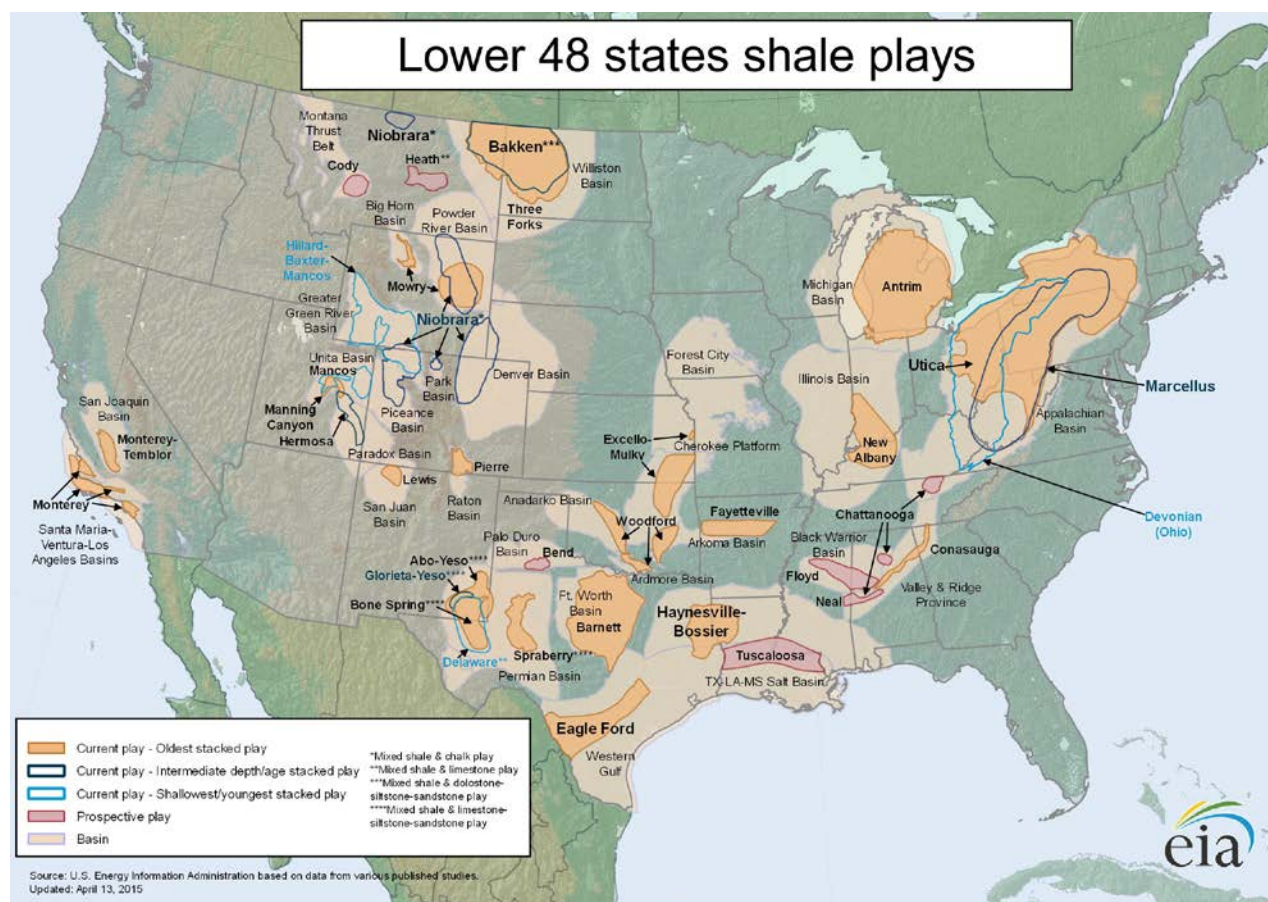 Lower 48 states shale plays
Montana
Thrust
Belt
Niobrara*
Bakken***
Cody
Heath**
Williston
Basin
Big Horn
Basin
Powder
River Basin
Three
Forks
Hillard-
Baxter-
Mancos
Mowry
Michigan
Basin
Antrim
Greater
Green River
Basin
Niobrara*
Unita Basin
Mancos
Park
Basin
Denver Basin
Forest City
Basin
Illinois Basin
Utica
Marcellus
San Joaquin
Basin
Manning
Canyon
Piceance
Basin
Hermosa
Appalachian
Basin
Monterey-
Temblor
Paradox Basin
Excello-
Mulky
Cherokee Platform
New
Albany
Lewis
Pierre
Monterey
San Juan
Basin
Raton
Basin
Anadarko Basin
Woodford
Fayetteville
Chattanooga
Devonian
(Ohio)
Santa Maria-
Ventura-Los
Angeles Basins
Palo Duro
Basin
Bend
Arkoma Basin
Black Warrior
Basin
Conasauga
Abo-Yeso****
Glorieta-Yeso****
Ardmore Basin
Floyd
Neal
Valley & Ridge
Province
Bone Spring****
Ft. Worth
Basin
Barnett
Haynesville-
Bossier
Delaware**
Spraberry****
Permian Basin
Tuscaloosa
TX-LA-MS Salt Basin
Eagle Ford
Western
Gulf
Current play - Oldest stacked play
Current play - Intermediate depth/age stacked play
Current play - Shallowest/youngest stacked play
Prospective play
Basin
*Mixed shale & chalk play
**Mixed shale & limestone play
***Mixed shale & dolostone-
siltstone-sandstone play
****Mixed shale & limestone-
siltstone-sandstone play
eia
Source: U.S. Energy Information Administration based on data from various published studies.
Updated: April 13, 2015